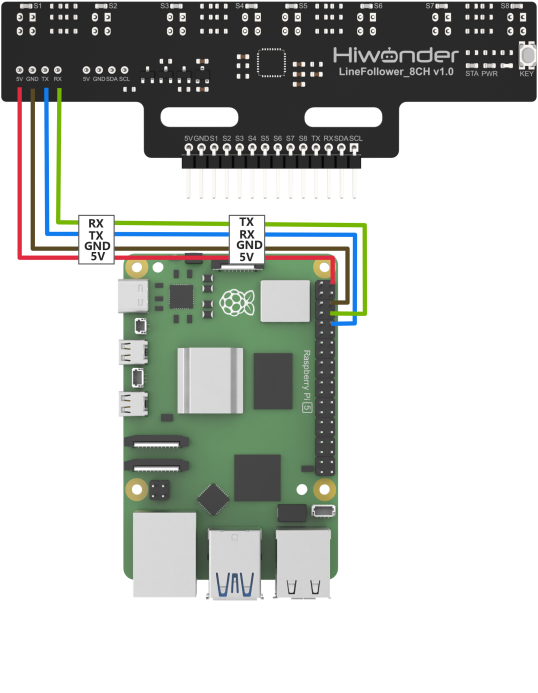 S1 S2 S3 S4 S5 S6 S7 S8
5V GND TX RX 5V GND SDA SCL
Hiwonder
LineFollower_8CH v1.0
STA PWR KEY
5V GND S1 S2 S3 S4 S5 S6 S7 S8 TX RX SDA SCL
RX
TX
GND
5V
TX
RX
GND
5V
Raspberry Pi 5